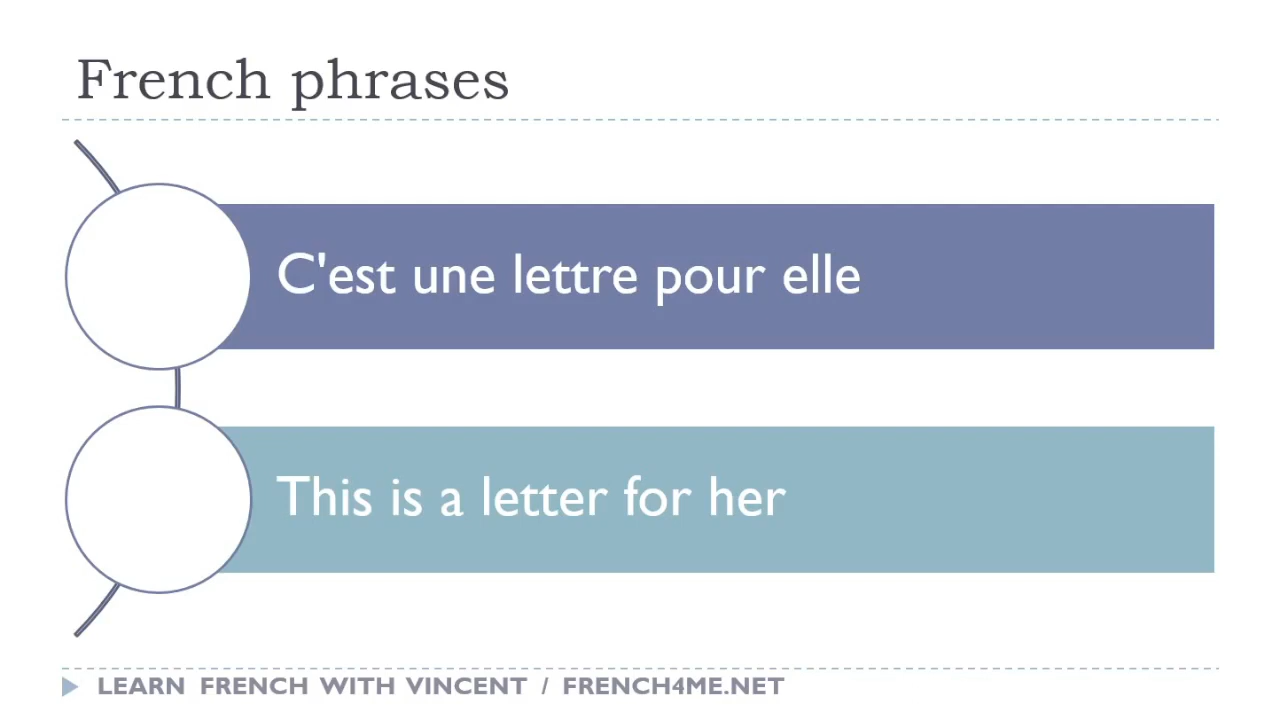 French phrases
C'est une lettre pour elle
This is a letter for her
LEARN FRENCH WITH VINCENT / FRENCH4ME.NET